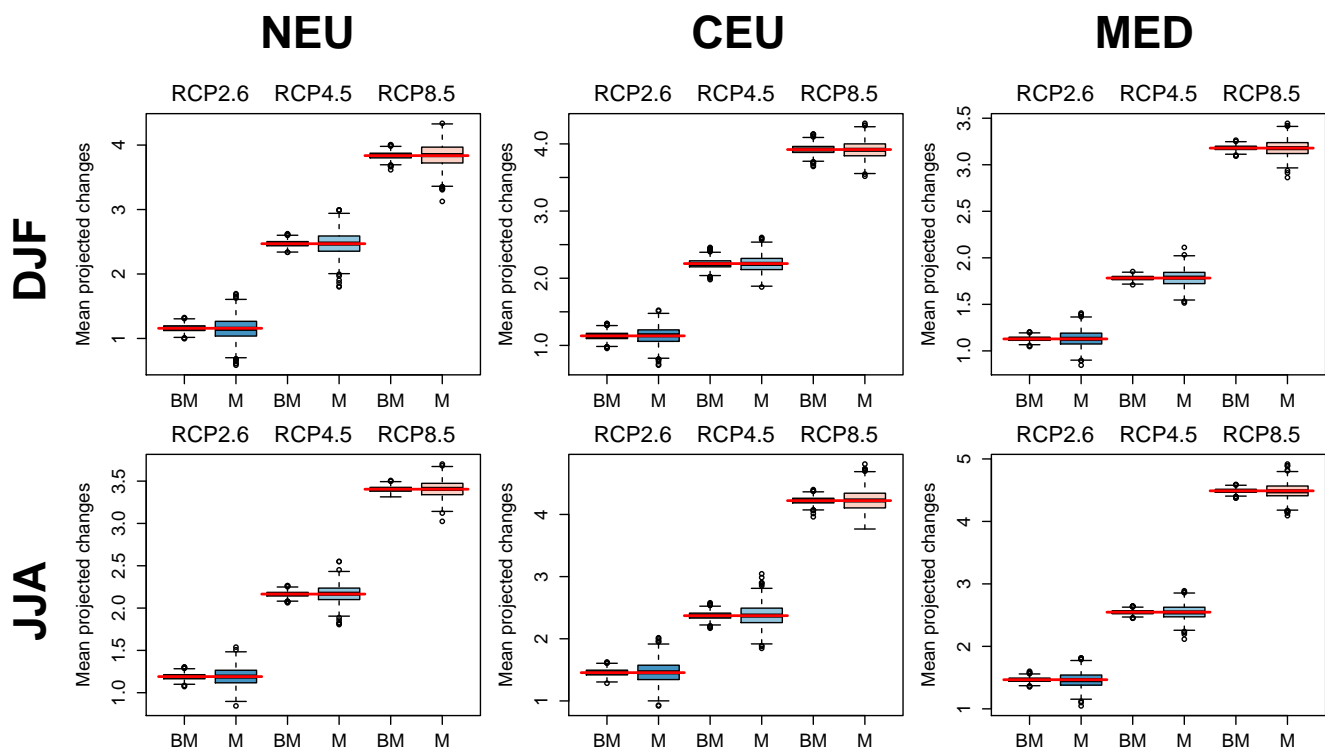 NEU CEU MED
DJF
RCP2.6 RCP4.5 RCP8.5 RCP2.6 RCP4.5 RCP8.5 RCP2.6 RCP4.5 RCP8.5
Mean projected changes
1 2 3 4
BM M BM M BM M
Mean projected changes
1.0 2.0 3.0 4.0
BM M BM M BM M
Mean projected changes
1.0 1.5 2.0 2.5 3.0 3.5
BM M BM M BM M
JJA
RCP2.6 RCP4.5 RCP8.5 RCP2.6 RCP4.5 RCP8.5 RCP2.6 RCP4.5 RCP8.5
Mean projected changes
1.0 1.5 2.0 2.5 3.0 3.5
BM M BM M BM M
Mean projected changes
1 2 3 4
BM M BM M BM M
Mean projected changes
1 2 3 4 5
BM M BM M BM M